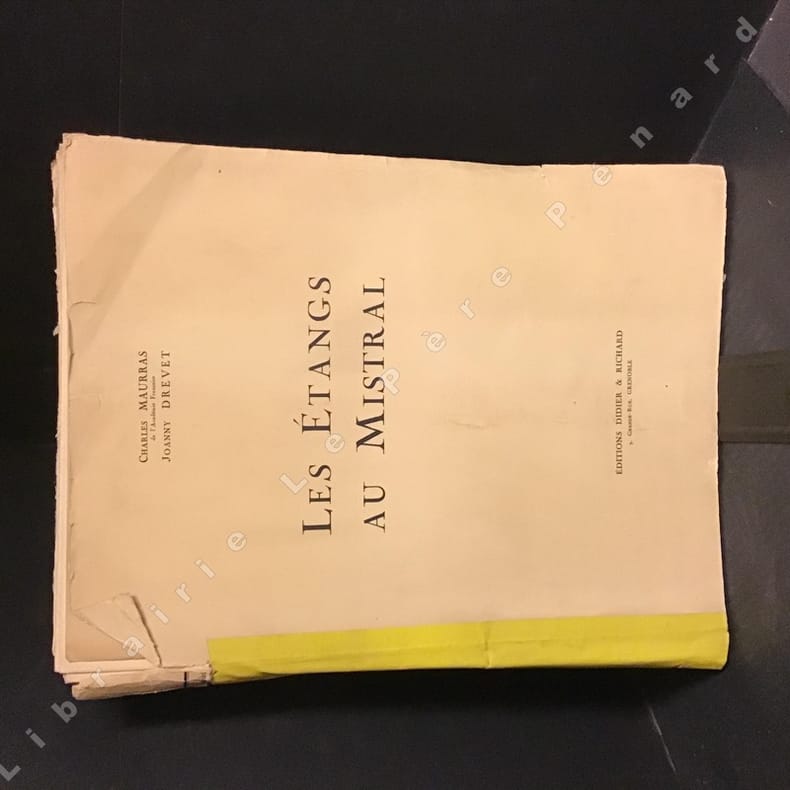 CHARLES MAURRAS
de l'Académie Française
JOANNY DREVET
LES ÉTANGS
AU MISTRAL
EDITIONS DIDIER & RICHARD
9, GRANDE-RUE, GRENOBLE
Librairie Le Père Pénard